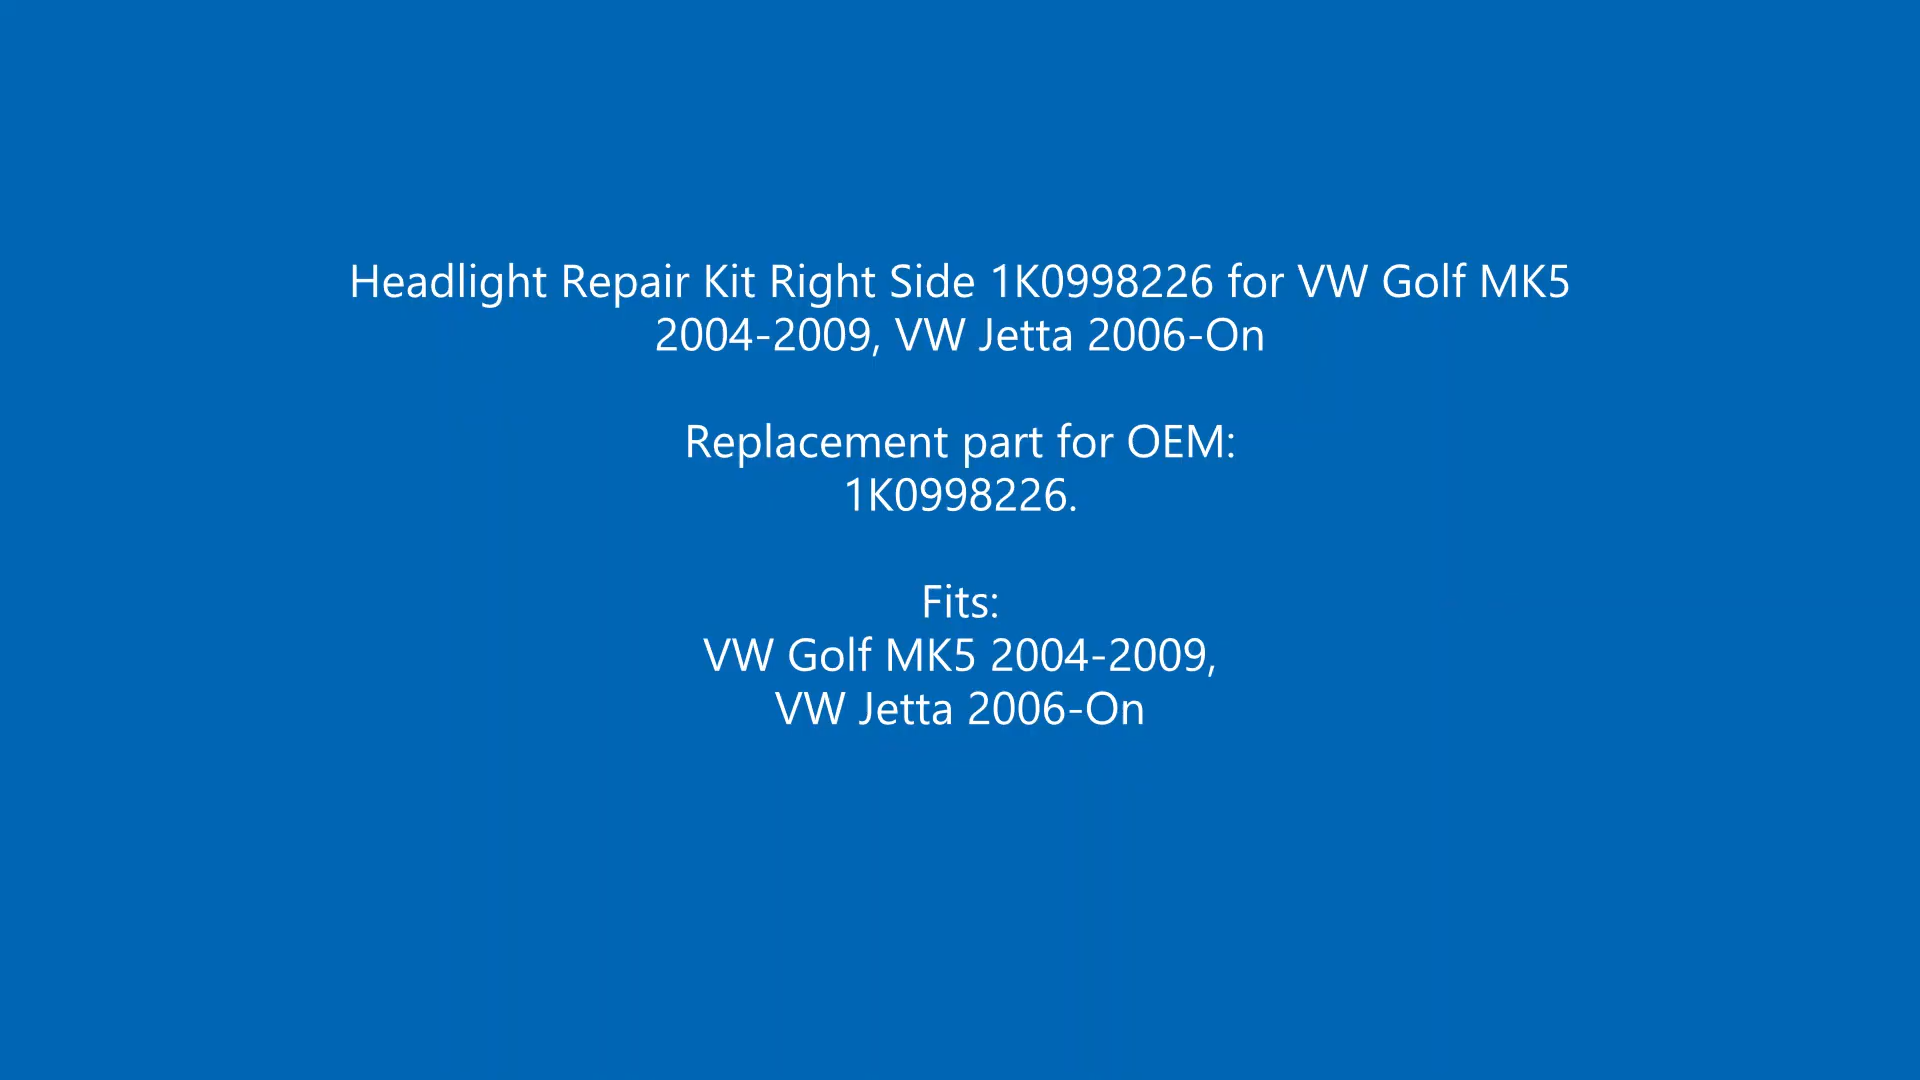 Headlight Repair Kit Right Side 1K0998226 for VW Golf MK5
2004-2009, VW Jetta 2006-On
Replacement part for OEM:
1K0998226.
Fits:
VW Golf MK5 2004-2009,
VW Jetta 2006-On